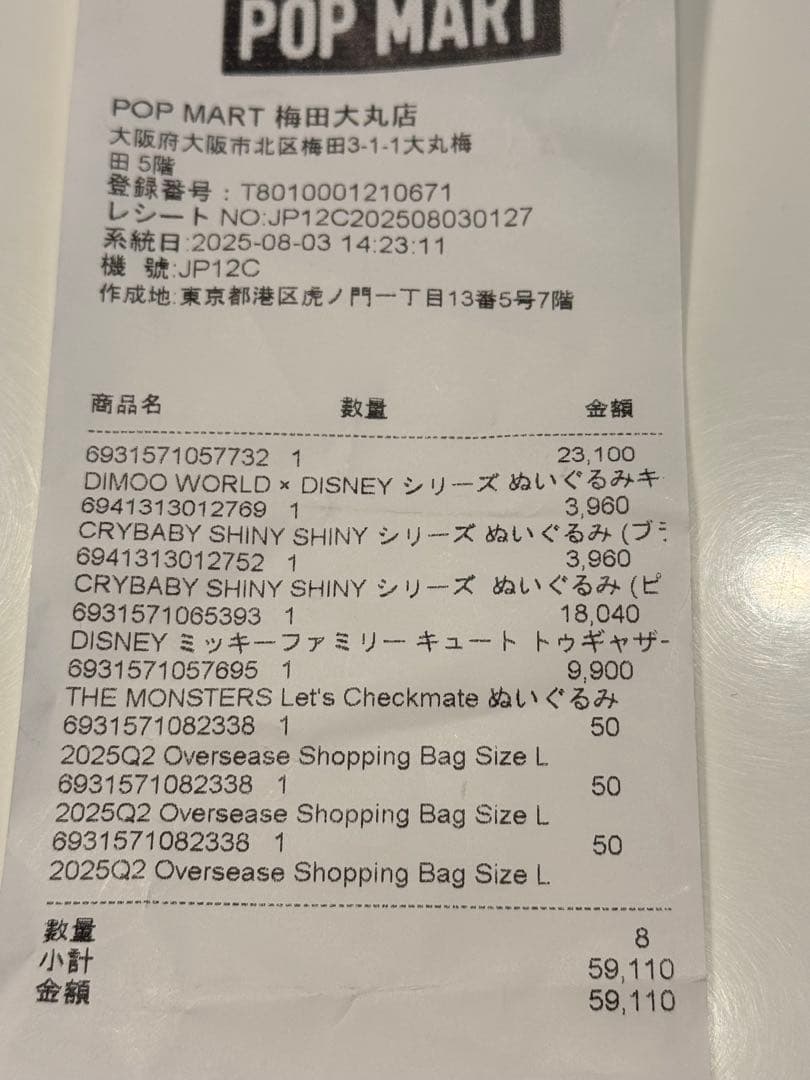 POP MART
POP MART 梅田大丸店
大阪府大阪市北区梅田3-1-1大丸梅
田 5階
登録番号 : T8010001210671
レシート NO:JP12C202508030127
系統日:2025-08-03 14:23:11
機 號:JP12C
作成地:東京都港区虎ノ門一丁目13番5号7階
商品名 数量 金額
6931571057732 1 23,100
DIMOO WORLD × DISNEY シリーズ ぬいぐるみキ
6941313012769 1 3,960
CRYBABY SHINY SHINY シリーズ ぬいぐるみ (ブラ
6941313012752 1 3,960
CRYBABY SHINY SHINY シリーズ ぬいぐるみ (ピ
6931571065393 1 18,040
DISNEY ミッキーファミリー キュート トゥギャザー
6931571057695 1 9,900
THE MONSTERS Let's Checkmate ぬいぐるみ
6931571082338 1 50
2025Q2 Oversease Shopping Bag Size L
6931571082338 1 50
2025Q2 Oversease Shopping Bag Size L
6931571082338 1 50
2025Q2 Oversease Shopping Bag Size L
数量 8
小計 59,110
金額 59,110